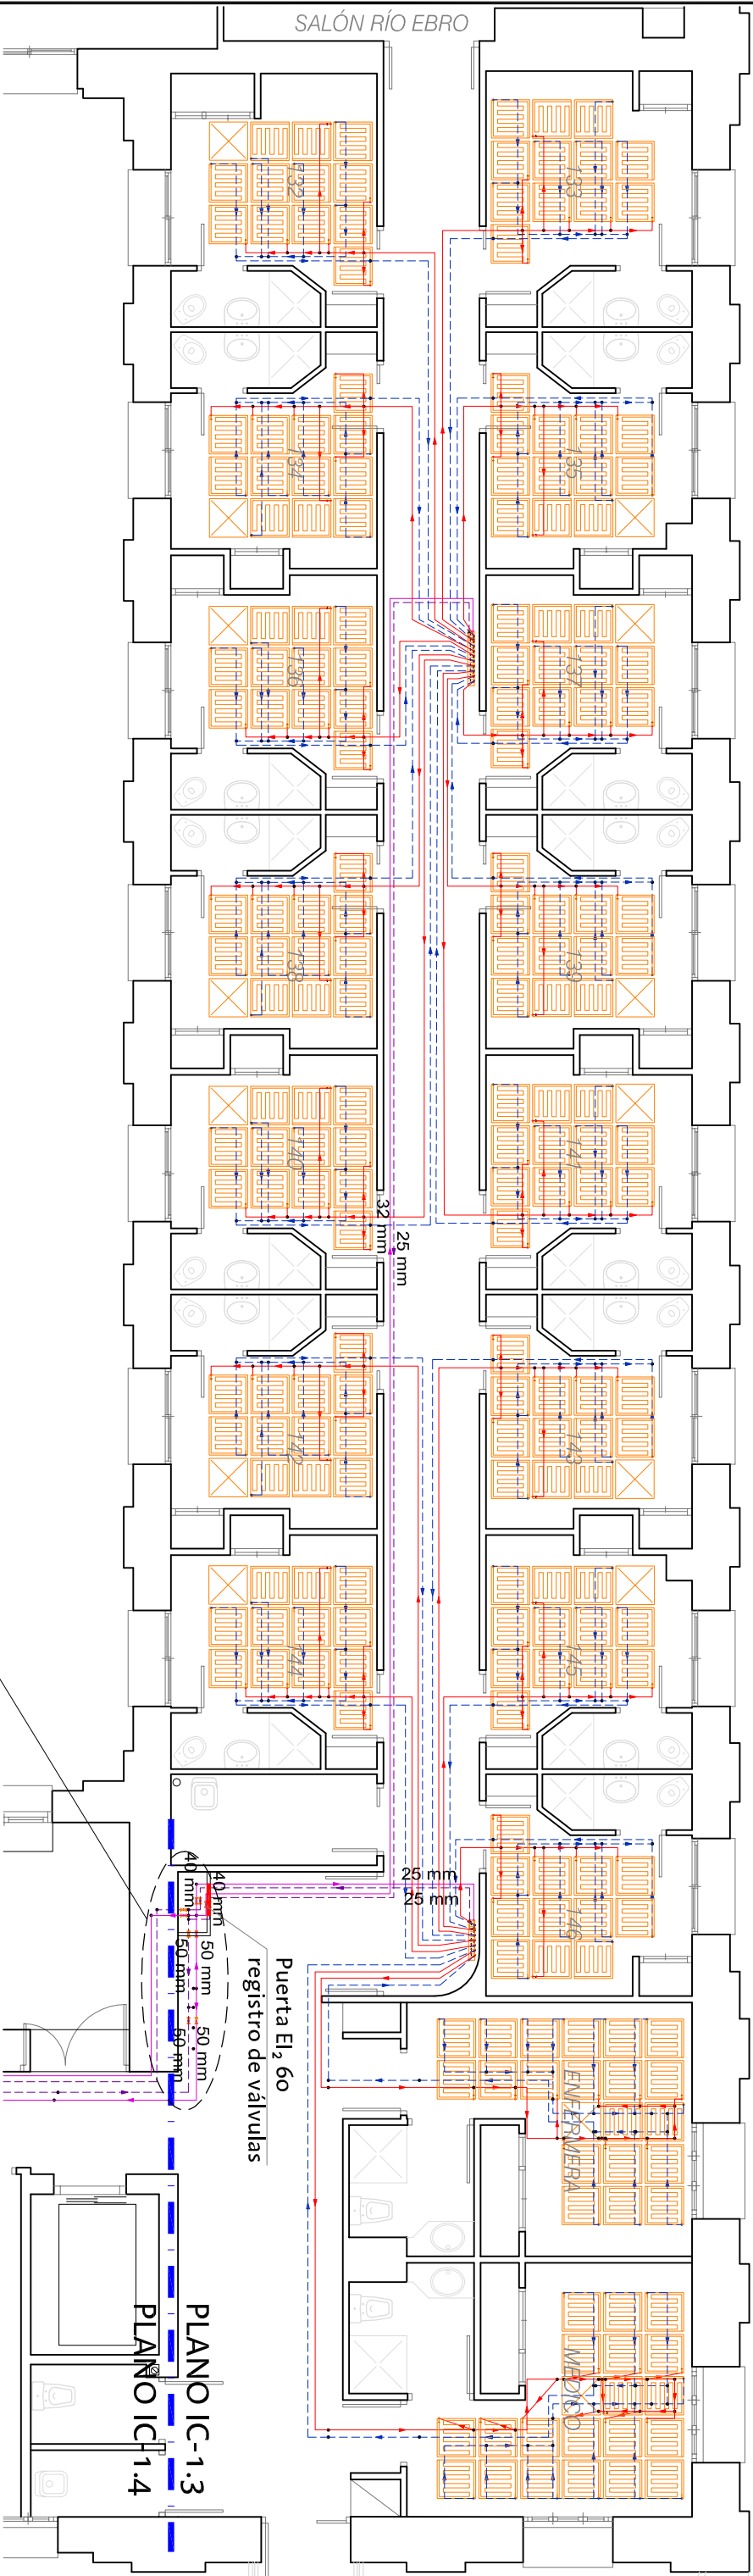 SALÓN RÍO EBRO
132
133
134
135
136
137
138
139
140
141
32 mm
25 mm
142
143
144
145
146
25 mm
25 mm
40 mm
40 mm
50 mm
50 mm
50 mm
50 mm
Puerta EI₂ 60
registro de válvulas
ENFERMERA
MEDICO
PLANO IC-1.3
PLANO IC-1.4